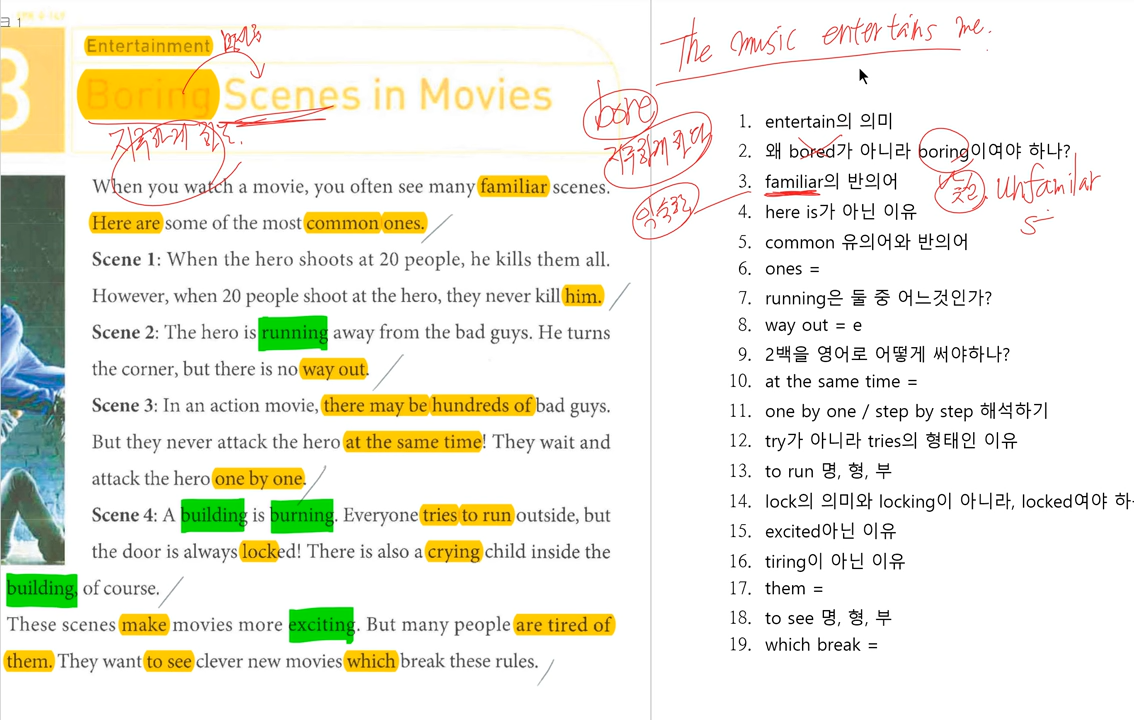 크 1
3
Entertainment
받아줌
Boring Scenes in Movies
지루하게 하는
When you watch a movie, you often see many familiar scenes.
Here are some of the most common ones.
Scene 1: When the hero shoots at 20 people, he kills them all.
However, when 20 people shoot at the hero, they never kill him.
Scene 2: The hero is running away from the bad guys. He turns
the corner, but there is no way out.
Scene 3: In an action movie, there may be hundreds of bad guys.
But they never attack the hero at the same time! They wait and
attack the hero one by one.
Scene 4: A building is burning. Everyone tries to run outside, but
the door is always locked! There is also a crying child inside the
building, of course.
These scenes make movies more exciting. But many people are tired of
them. They want to see clever new movies which break these rules.
The music entertains me.
bore
지루하게 한다
익숙한
1. entertain의 의미
2. 왜 bored가 아니라 boring이여야 하나?
3. familiar의 반의어
낯선. unfamilar
4. here is가 아닌 이유
5. common 유의어와 반의어
6. ones =
7. running은 둘 중 어느것인가?
8. way out = e
9. 2백을 영어로 어떻게 써야하나?
10. at the same time =
11. one by one / step by step 해석하기
12. try가 아니라 tries의 형태인 이유
13. to run 명, 형, 부
14. lock의 의미와 locking이 아니라, locked여야 하
15. excited아닌 이유
16. tiring이 아닌 이유
17. them =
18. to see 명, 형, 부
19. which break =